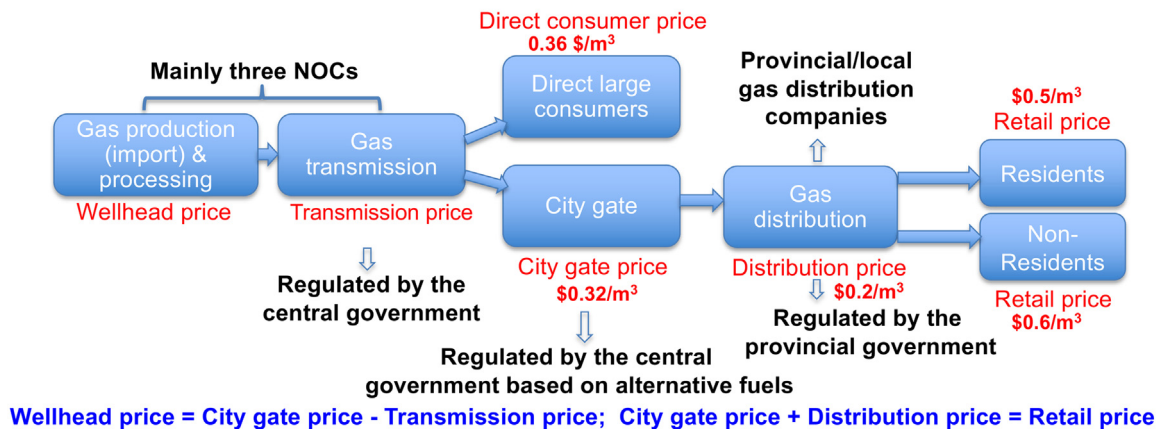 Direct consumer price
0.36 $/m³
Mainly three NOCs
Direct large
consumers
Provincial/local
gas distribution
companies
$0.5/m³
Retail price
Gas production
(import) &
processing
Gas
transmission
Residents
Wellhead price
Transmission price
City gate
Gas
distribution
Non-
Residents
City gate price
$0.32/m³
Distribution price
$0.2/m³
Retail price
$0.6/m³
Regulated by the
central government
Regulated by the
provincial government
Regulated by the central
government based on alternative fuels
Wellhead price = City gate price - Transmission price; City gate price + Distribution price = Retail price